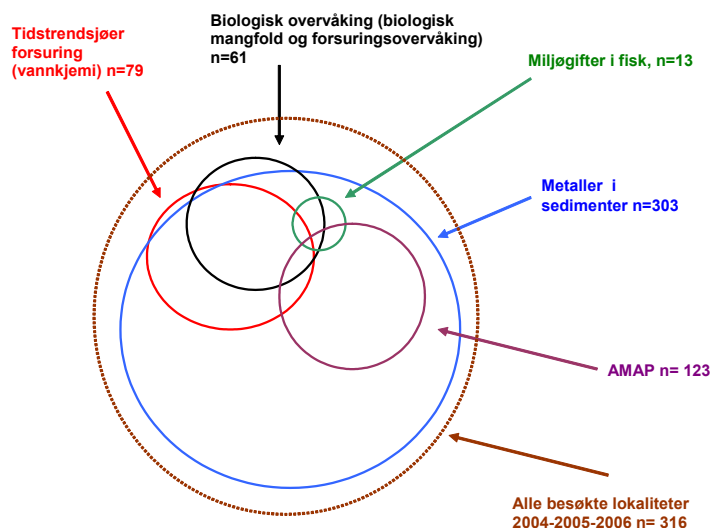 Tidstrendsjøer
forsuring
(vannkjemi) n=79
Biologisk overvåking (biologisk
mangfold og forsuringsovervåking)
n=61
Miljøgifter i fisk, n=13
Metaller i
sedimenter n=303
AMAP n= 123
Alle besøkte lokaliteter
2004-2005-2006 n= 316